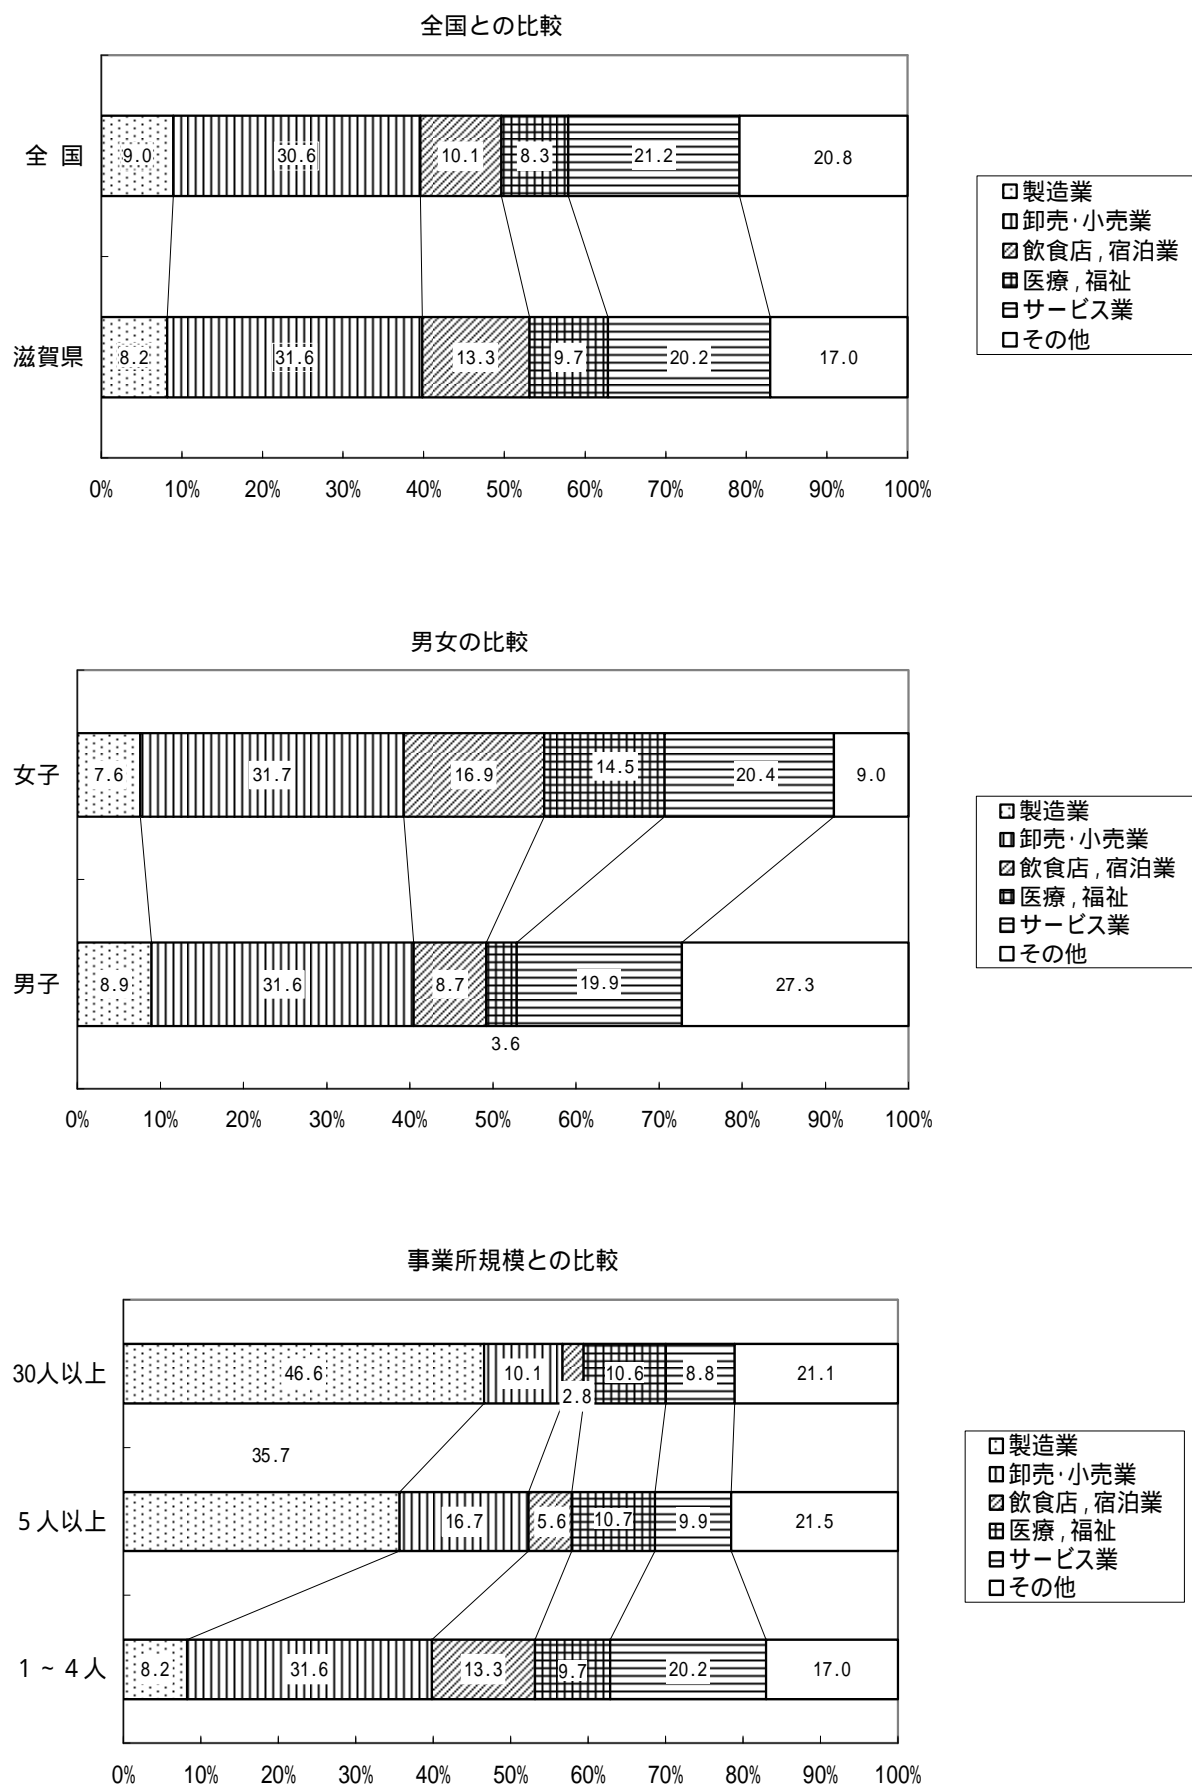 全国との比較
全 国
9.0
30.6
10.1
8.3
21.2
20.8
滋賀県
8.2
31.6
13.3
9.7
20.2
17.0
0%
10%
20%
30%
40%
50%
60%
70%
80%
90%
100%
製造業
卸売・小売業
飲食店,宿泊業
医療,福祉
サービス業
その他
男女の比較
女子
7.6
31.7
16.9
14.5
20.4
9.0
男子
8.9
31.6
8.7
3.6
19.9
27.3
0%
10%
20%
30%
40%
50%
60%
70%
80%
90%
100%
製造業
卸売・小売業
飲食店,宿泊業
医療,福祉
サービス業
その他
事業所規模との比較
30人以上
46.6
10.1
2.8
10.6
8.8
21.1
5人以上
35.7
16.7
5.6
10.7
9.9
21.5
1~4人
8.2
31.6
13.3
9.7
20.2
17.0
0%
10%
20%
30%
40%
50%
60%
70%
80%
90%
100%
製造業
卸売・小売業
飲食店,宿泊業
医療,福祉
サービス業
その他